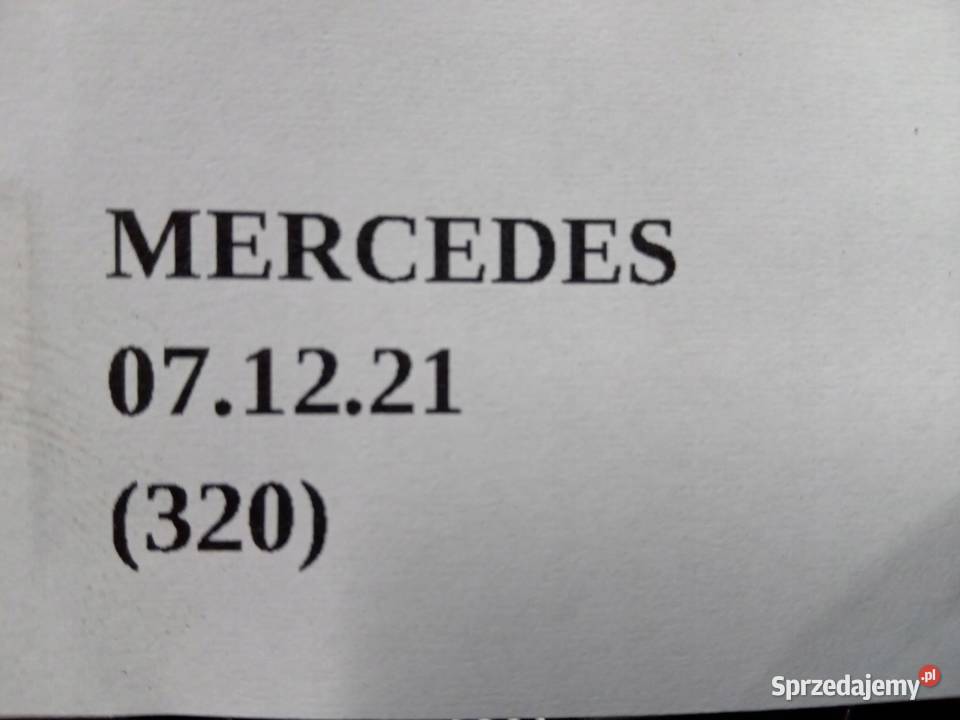 MERCEDES
07.12.21
(320)
Sprzedajemy.pl